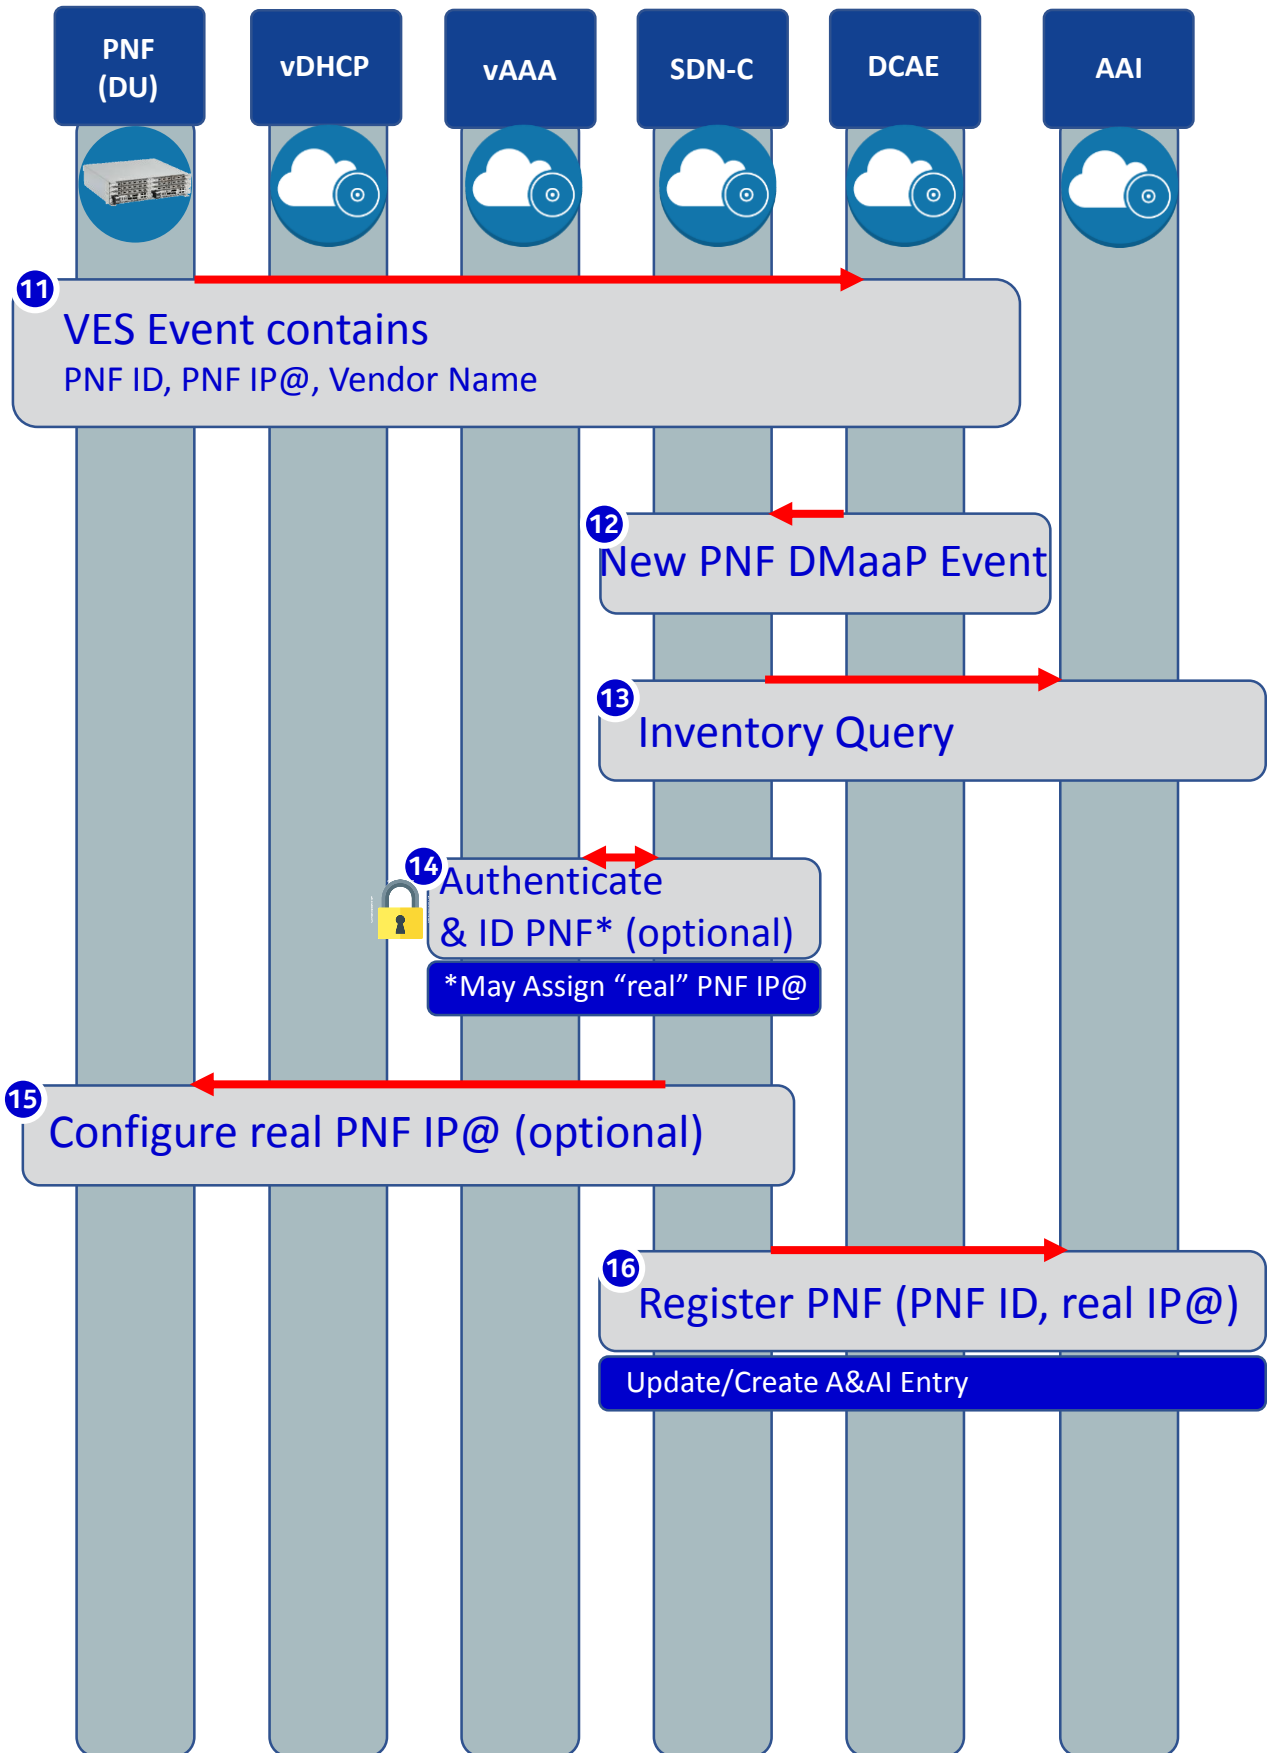 PNF
(DU)
vDHCP
vAAA
SDN-C
DCAE
AAI
11
VES Event contains
PNF ID, PNF IP@, Vendor Name
12
New PNF DMaaP Event
13
Inventory Query
14
Authenticate
& ID PNF* (optional)
*May Assign “real” PNF IP@
15
Configure real PNF IP@ (optional)
16
Register PNF (PNF ID, real IP@)
Update/Create A&AI Entry